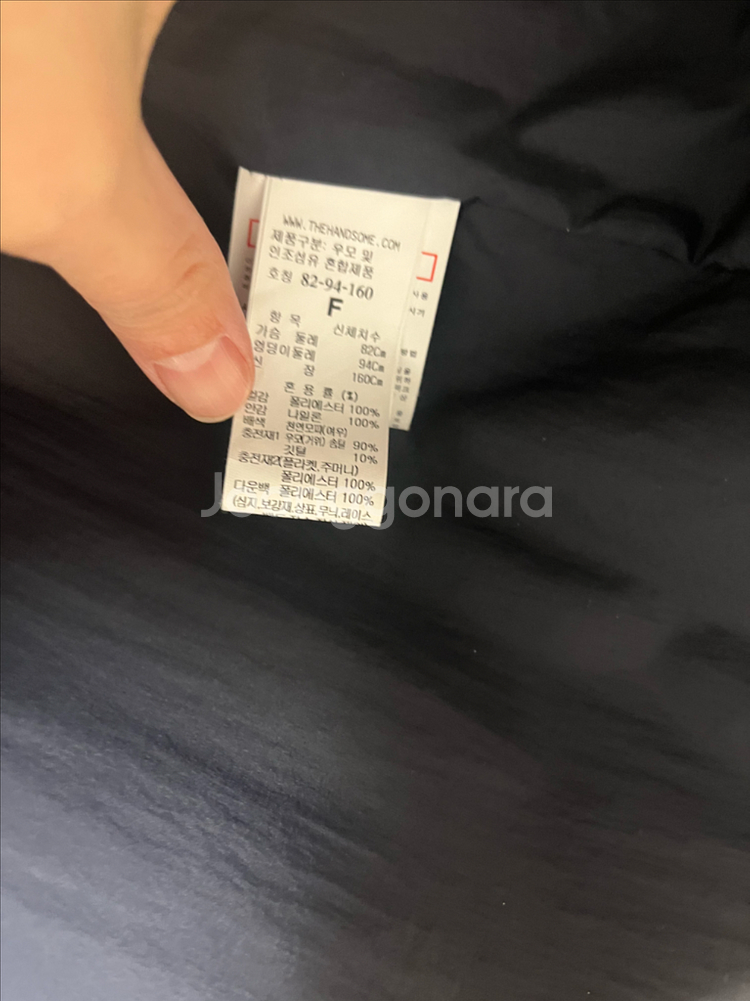 WWW.THEHANDSOME.COM
제품구분: 우모 및
인조섬유 혼합제품
호칭 82-94-160
F
항 목 신체치수
가슴 둘레 82Cm
엉덩이둘레 94Cm
신 장 160Cm
혼 용 률 (%)
겉감 폴리에스터 100%
안감 나일론 100%
배색 천연모피(여우)
충전재1 우모(거위) 솜털 90%
깃털 10%
충전재2(플라켓,주머니)
폴리에스터 100%
다운백 폴리에스터 100%
(심지,보강재,상표,무늬,레이스
사용
방법
Joonggonara